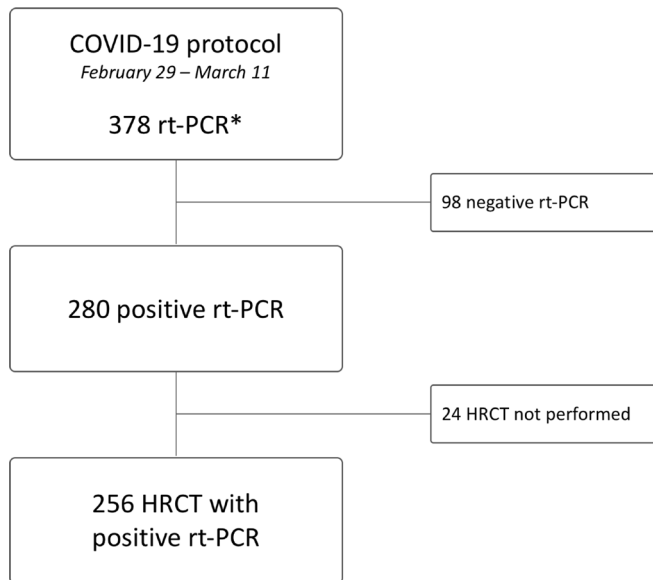 COVID-19 protocol
February 29 – March 11
378 rt-PCR*
98 negative rt-PCR
280 positive rt-PCR
24 HRCT not performed
256 HRCT with
positive rt-PCR